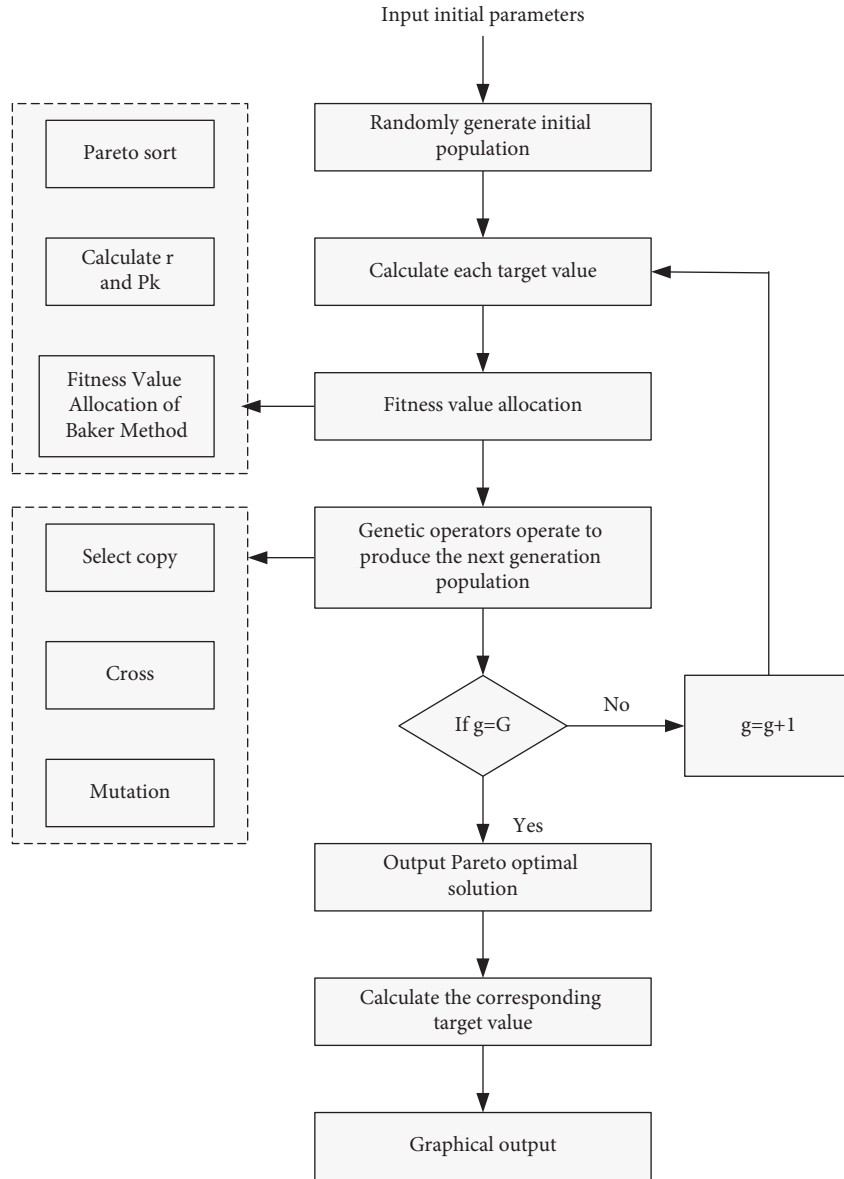 Input initial parameters
Randomly generate initial
population
Pareto sort
Calculate r
and Pk
Calculate each target value
Fitness Value
Allocation of
Baker Method
Fitness value allocation
Genetic operators operate to
produce the next generation
population
Select copy
Cross
Mutation
If g=G
No
g=g+1
Yes
Output Pareto optimal
solution
Calculate the corresponding
target value
Graphical output